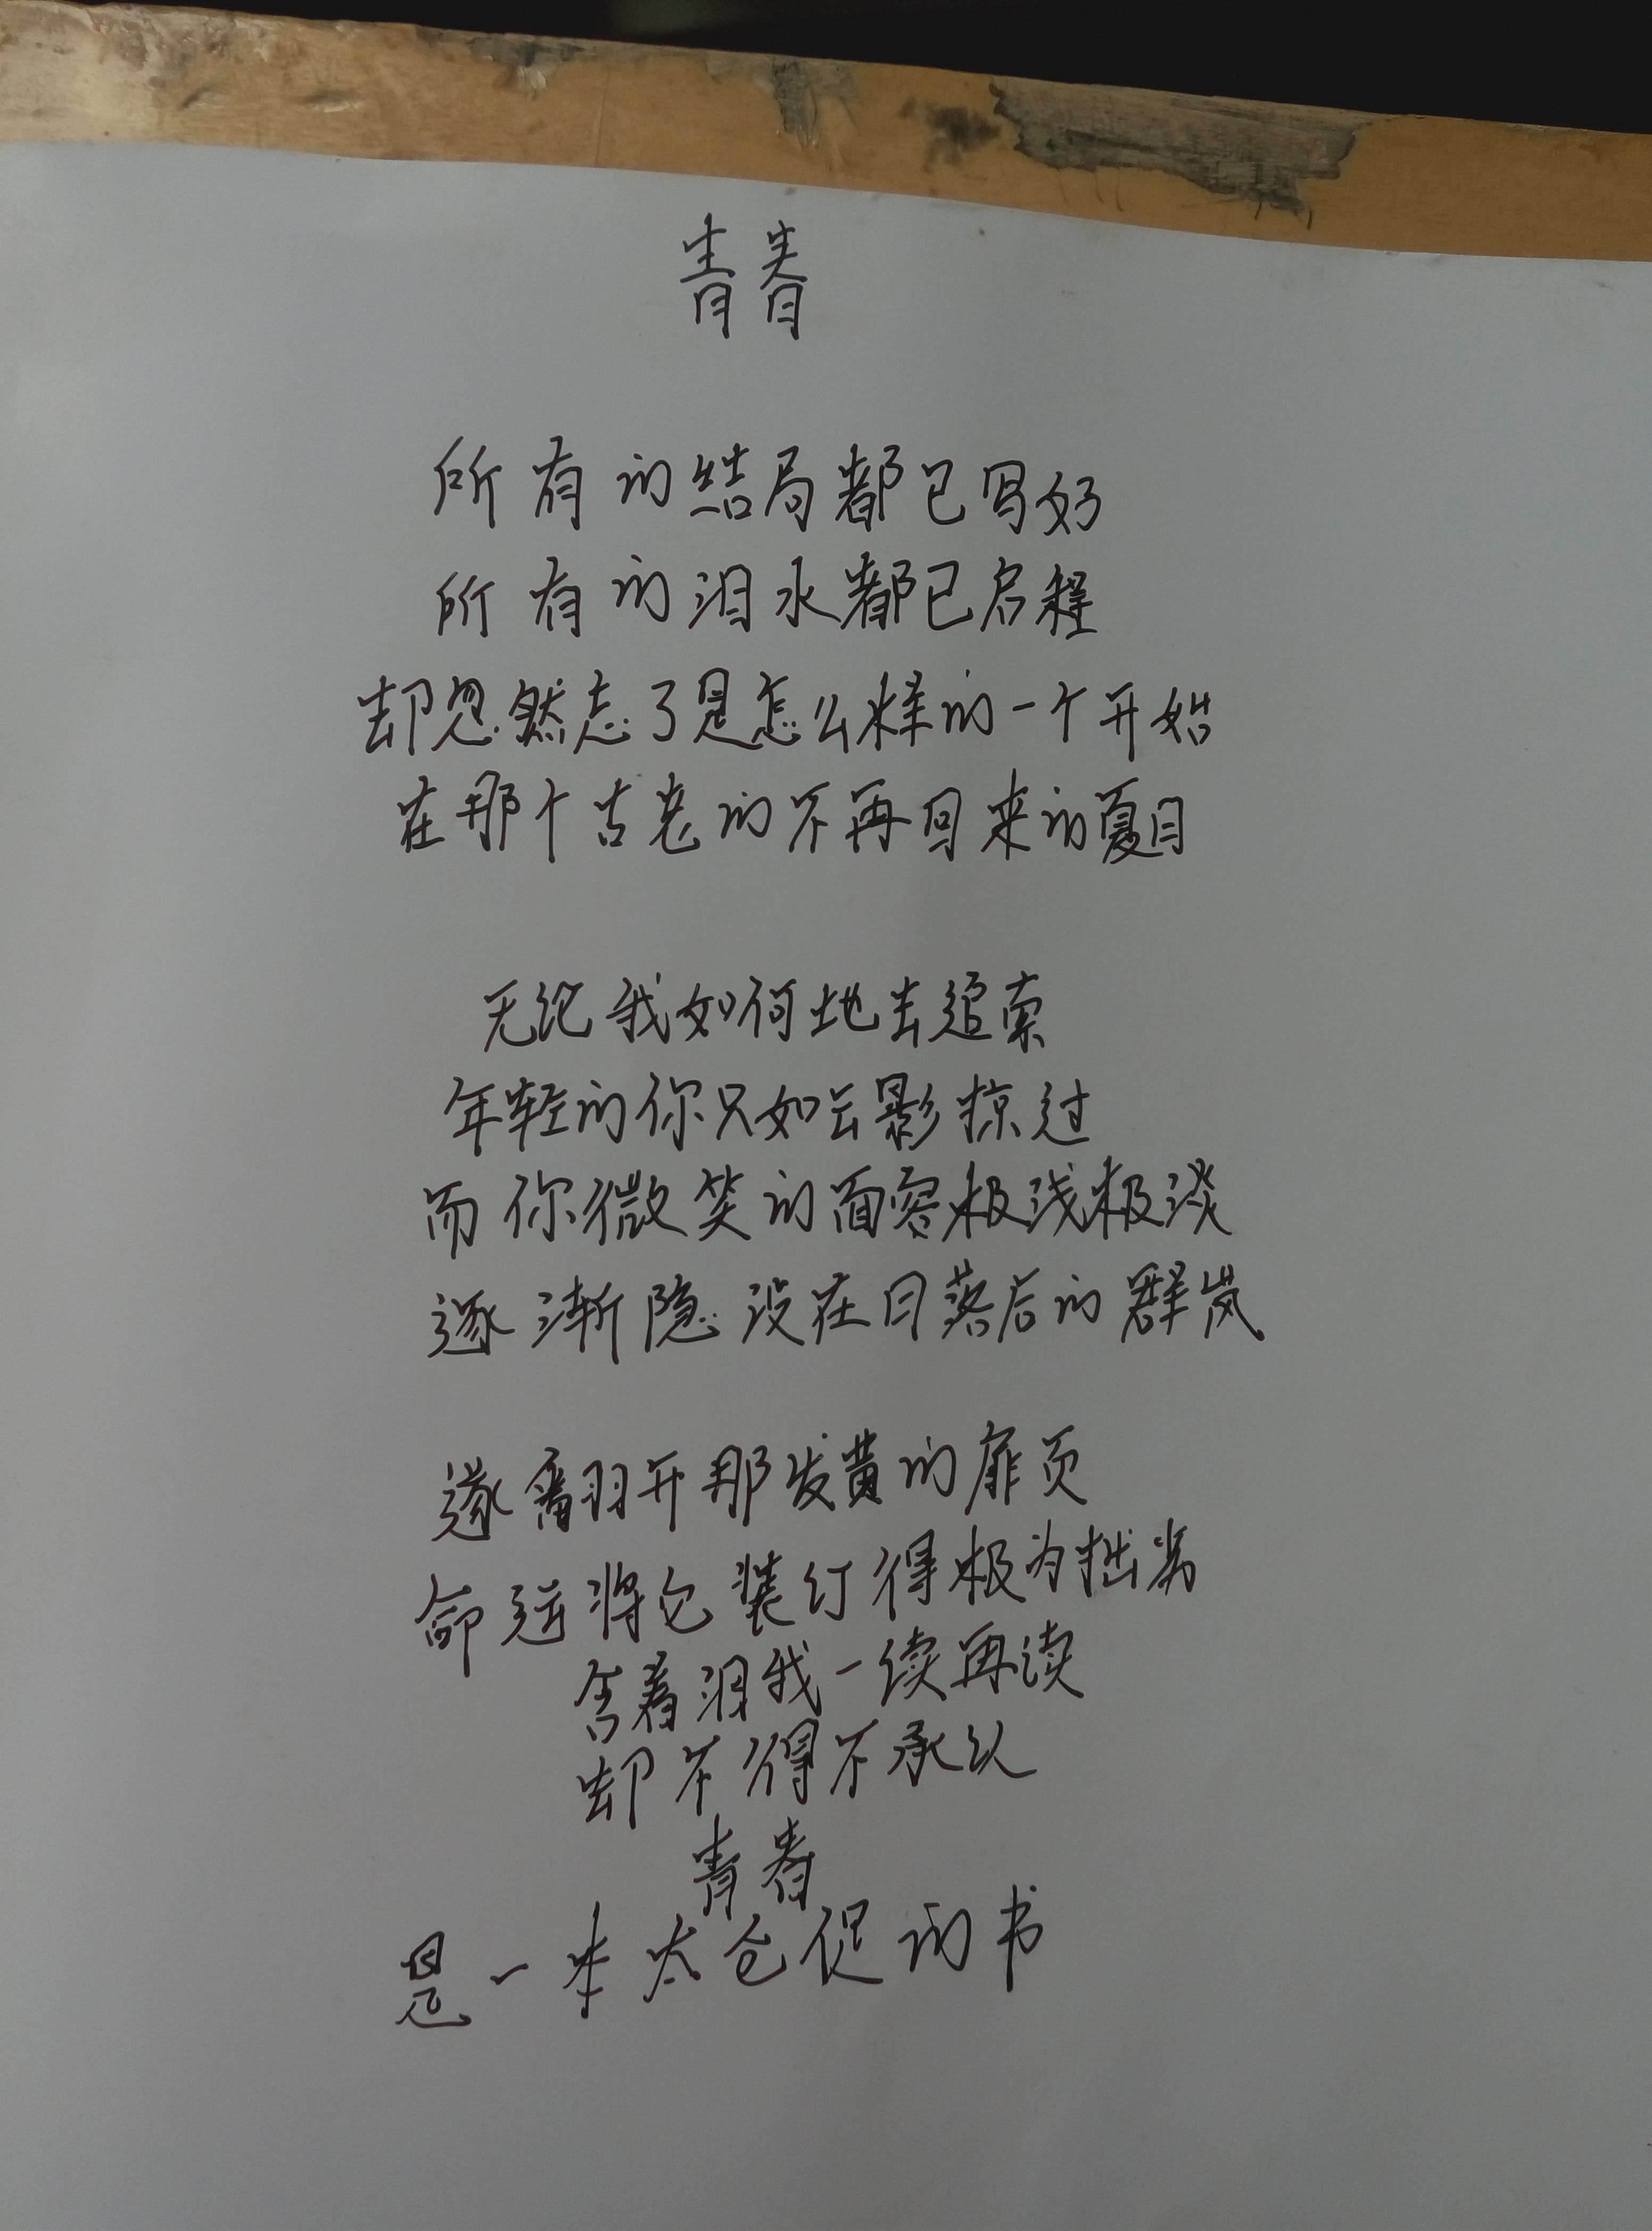 青春
所有的结局都已写好
所有的泪水都已启程
却忽然忘了是怎么样的一个开始
在那个古老的不再回来的夏日
无论我如何地去追索
年轻的你只如云影掠过
而你微笑的面容极浅极淡
逐渐隐没在日落后的群岚
遂翻开那发黄的扉页
命运将它装订得极为拙劣
含着泪我一读再读
却不得不承认
青春
是一本太仓促的书